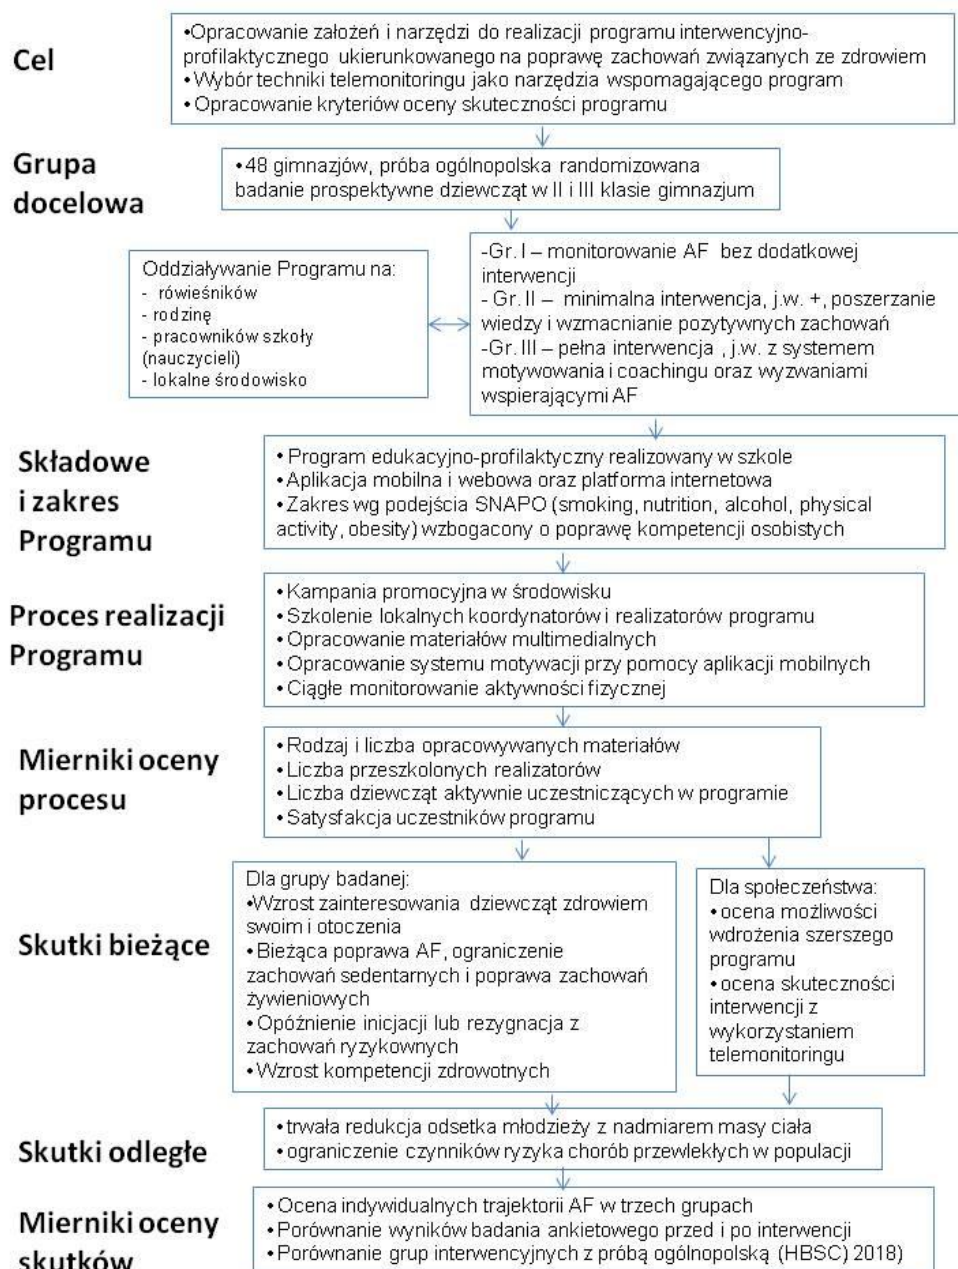 Cel
•Opracowanie założeń i narzędzi do realizacji programu interwencyjno-
profilaktycznego ukierunkowanego na poprawę zachowań związanych ze zdrowiem
•Wybór techniki telemonitoringu jako narzędzia wspomagającego program
• Opracowanie kryteriów oceny skuteczności programu
Grupa
docelowa
•48 gimnazjów, próba ogólnopolska randomizowana
badanie prospektywne dziewcząt w II i III klasie gimnazjum
Oddziaływanie Programu na:
- rówieśników
- rodzinę
- pracowników szkoły
(nauczycieli)
- lokalne środowisko
-Gr. I – monitorowanie AF bez dodatkowej
interwencji
- Gr. II – minimalna interwencja, j.w. +, poszerzanie
wiedzy i wzmacnianie pozytywnych zachowań
-Gr. III – pełna interwencja , j.w. z systemem
motywowania i coachingu oraz wyzwaniami
wspierającymi AF
Składowe
i zakres
Programu
• Program edukacyjno-profilaktyczny realizowany w szkole
• Aplikacja mobilna i webowa oraz platforma internetowa
• Zakres wg podejścia SNAPO (smoking, nutrition, alcohol, physical
activity, obesity) wzbogacony o poprawę kompetencji osobistych
Proces realizacji
Programu
• Kampania promocyjna w środowisku
• Szkolenie lokalnych koordynatorów i realizatorów programu
• Opracowanie materiałów multimedialnych
• Opracowanie systemu motywacji przy pomocy aplikacji mobilnych
• Ciągłe monitorowanie aktywności fizycznej
Mierniki oceny
procesu
• Rodzaj i liczba opracowywanych materiałów
• Liczba przeszkolonych realizatorów
• Liczba dziewcząt aktywnie uczestniczących w programie
• Satysfakcja uczestników programu
Skutki bieżące
Dla grupy badanej:
•Wzrost zainteresowania dziewcząt zdrowiem
swoim i otoczenia
• Bieżąca poprawa AF, ograniczenie
zachowań sedentarnych i poprawa zachowań
żywieniowych
• Opóźnienie inicjacji lub rezygnacja z
zachowań ryzykownych
• Wzrost kompetencji zdrowotnych
Dla społeczeństwa:
• ocena możliwości
wdrożenia szerszego
programu
• ocena skuteczności
interwencji z
wykorzystaniem
telemonitoringu
Skutki odległe
• trwała redukcja odsetka młodzieży z nadmiarem masy ciała
• ograniczenie czynników ryzyka chorób przewlekłych w populacji
Mierniki oceny
skutków
• Ocena indywidualnych trajektorii AF w trzech grupach
• Porównanie wyników badania ankietowego przed i po interwencji
• Porównanie grup interwencyjnych z próbą ogólnopolską (HBSC) 2018)